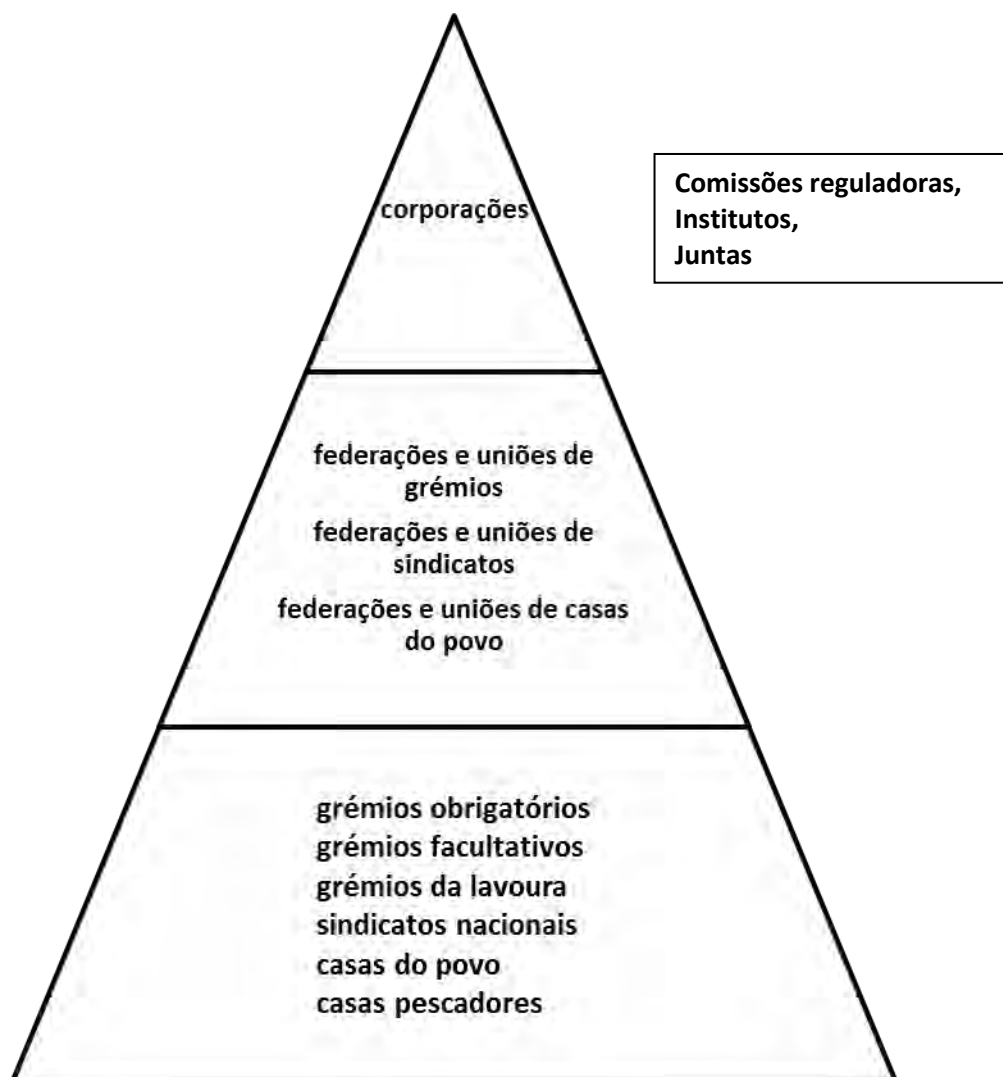 corporações
Comissões reguladoras,
Institutos,
Juntas
federações e uniões de
grémios
federações e uniões de
sindicatos
federações e uniões de casas
do povo
grémios obrigatórios
grémios facultativos
grémios da lavoura
sindicatos nacionais
casas do povo
casas pescadores